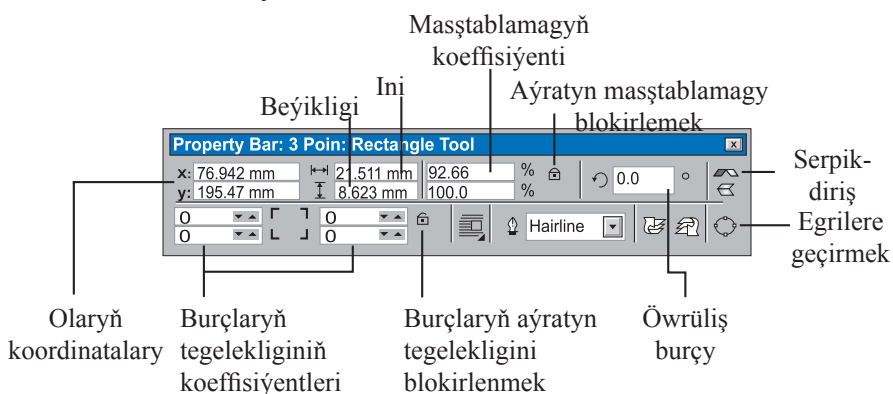 Masştablamagyň
koeffisiýenti
Ini
Beýikligi
Aýratyn masştablamagy
blokirlemek
Property Bar: 3 Poin: Rectangle Tool
x: 76.942 mm 21.511 mm 92.66 % 0.0 °
y: 195.47 mm 8.623 mm 100.0 %
0 0 Hairline
0 0
Serpik-
diriş
Egrilere
geçirmek
Olaryň
koordinatalary
Burçlaryň
tegelekliginiň
koeffisiýentleri
Burçlaryň aýratyn
tegelekligini
blokirlenmek
Öwrüliş
burçy